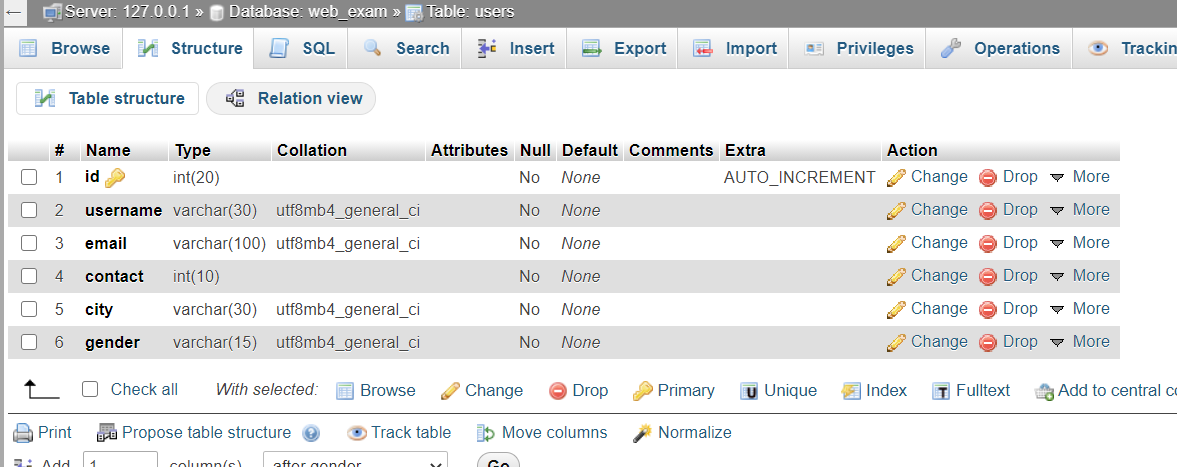 Server: 127.0.0.1 » Database: web_exam » Table: users
Browse Structure SQL Search Insert Export Import Privileges Operations Trackin
Table structure Relation view
# Name Type Collation Attributes Null Default Comments Extra Action
1 id int(20) No None AUTO_INCREMENT Change Drop More
2 username varchar(30) utf8mb4_general_ci No None Change Drop More
3 email varchar(100) utf8mb4_general_ci No None Change Drop More
4 contact int(10) No None Change Drop More
5 city varchar(30) utf8mb4_general_ci No None Change Drop More
6 gender varchar(15) utf8mb4_general_ci No None Change Drop More
Check all With selected: Browse Change Drop Primary Unique Index Fulltext Add to central co
Print Propose table structure Track table Move columns Normalize
Add 1 column(s) after gender Go